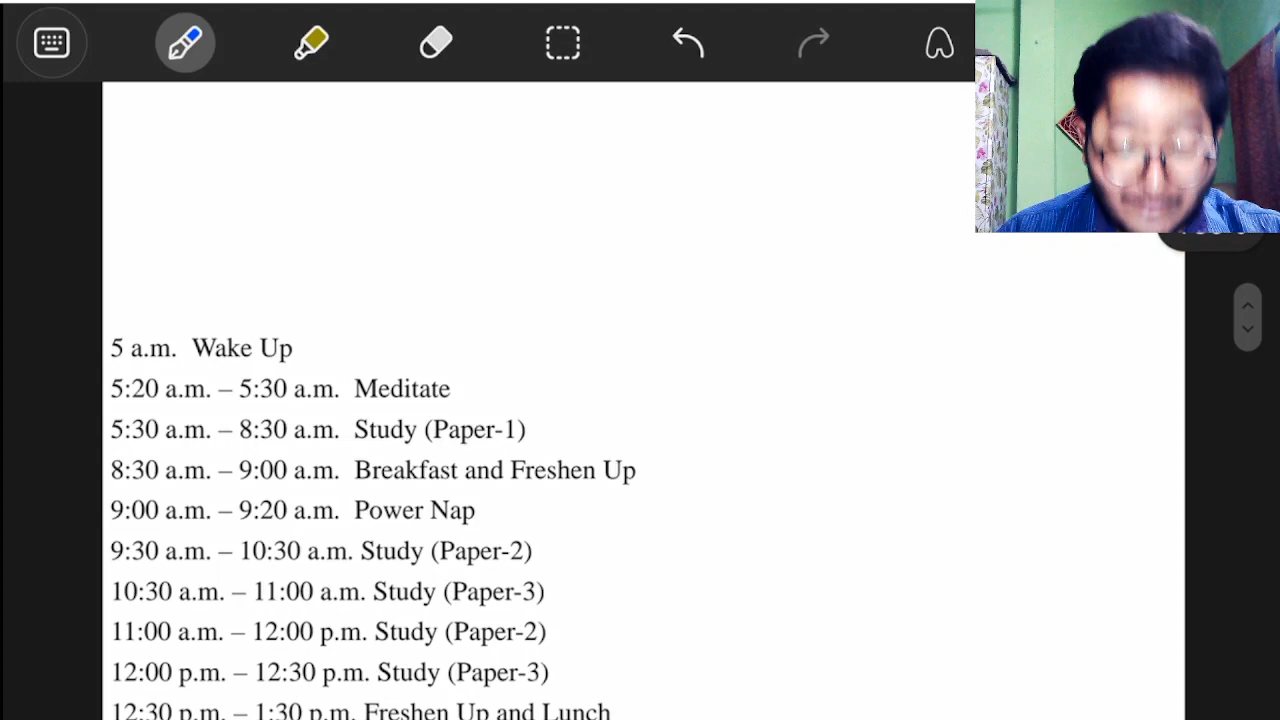 5 a.m. Wake Up
5:20 a.m. – 5:30 a.m. Meditate
5:30 a.m. – 8:30 a.m. Study (Paper-1)
8:30 a.m. – 9:00 a.m. Breakfast and Freshen Up
9:00 a.m. – 9:20 a.m. Power Nap
9:30 a.m. – 10:30 a.m. Study (Paper-2)
10:30 a.m. – 11:00 a.m. Study (Paper-3)
11:00 a.m. – 12:00 p.m. Study (Paper-2)
12:00 p.m. – 12:30 p.m. Study (Paper-3)
12:30 p.m. – 1:30 p.m. Freshen Up and Lunch